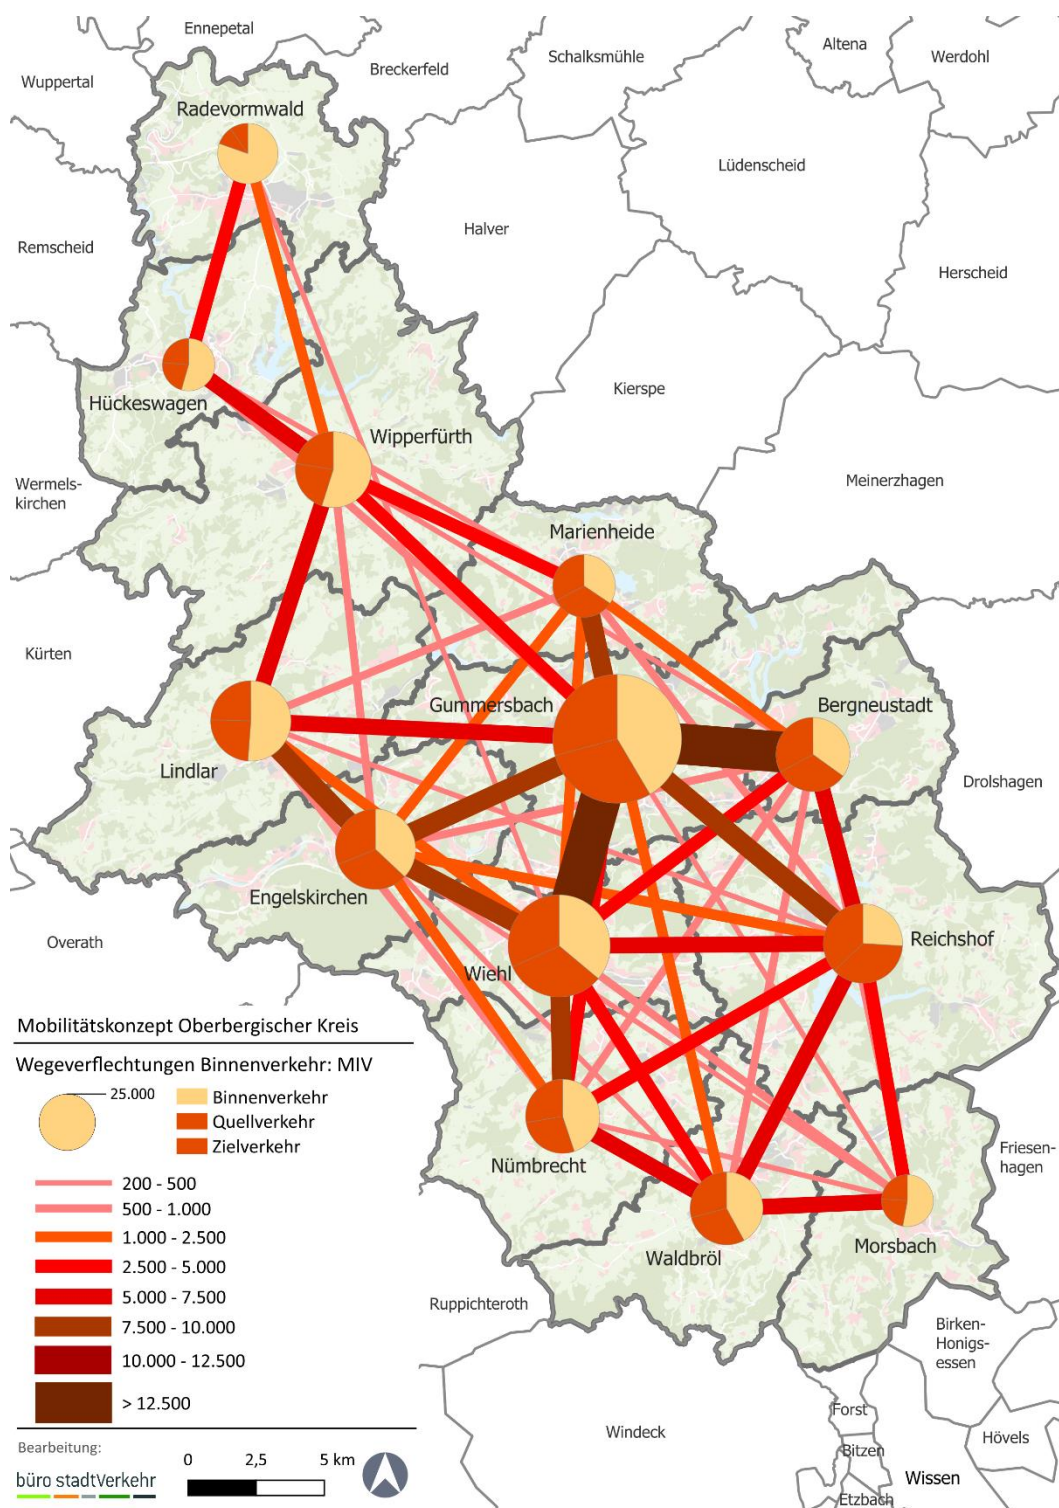 Ennepetal
Altena
Schalksmühle
Werdohl
Breckerfeld
Wuppertal
Radevormwald
Lüdenscheid
Halver
Remscheid
Herscheid
Kierspe
Hückeswagen
Wipperfürth
Meinerzhagen
Wermels-
kirchen
Marienheide
Kürten
Gummersbach
Bergneustadt
Lindlar
Drolshagen
Engelskirchen
Overath
Reichshof
Wiehl
Mobilitätskonzept Oberbergischer Kreis
Wegeverflechtungen Binnenverkehr: MIV
25.000
Binnenverkehr
Quellverkehr
Zielverkehr
200 - 500
500 - 1.000
1.000 - 2.500
2.500 - 5.000
5.000 - 7.500
7.500 - 10.000
10.000 - 12.500
> 12.500
Bearbeitung:
büro stadtVerkehr
0 2,5 5 km
Nümbrecht
Friesen-
hagen
Waldbröl
Morsbach
Ruppichteroth
Birken-
Honigs-
essen
Windeck
Forst
Hövels
Bitzen
Wissen
Etzbach